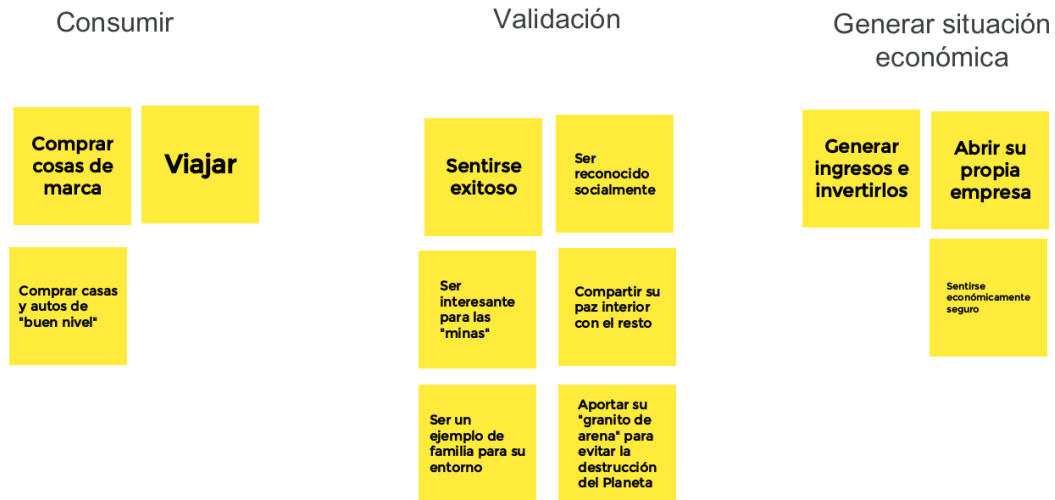 Consumir
Validación
Generar situación
económica
Comprar
cosas de
marca
Viajar
Comprar casas
y autos de
"buen nivel"
Sentirse
exitoso
Ser
reconocido
socialmente
Ser
interesante
para las
"minas"
Compartir su
paz interior
con el resto
Ser un
ejemplo de
familia para su
entorno
Aportar su
"granito de
arena" para
evitar la
destrucción
del Planeta
Generar
ingresos e
invertirlos
Abrir su
propia
empresa
Sentirse
económicamente
seguro